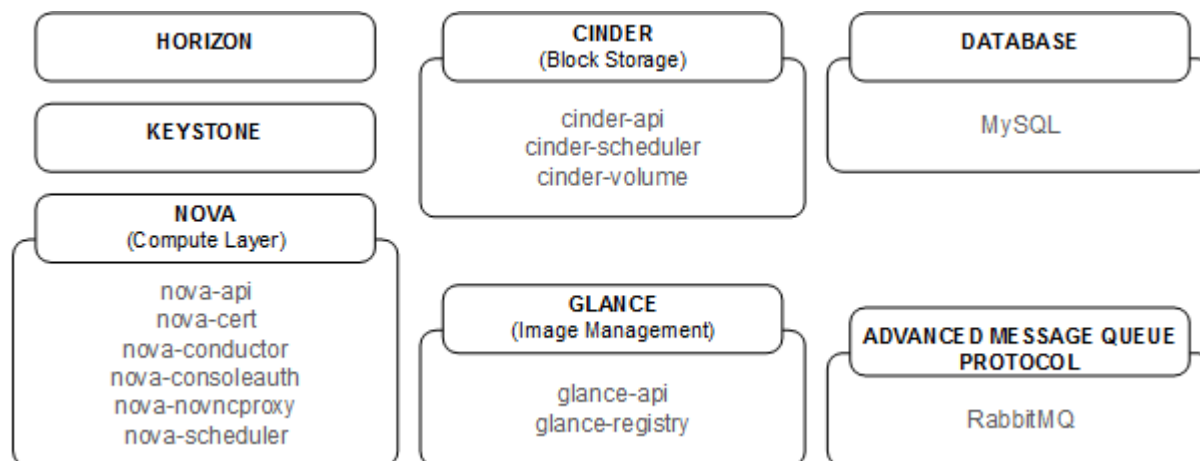 HORIZON
KEYSTONE
NOVA
(Compute Layer)
nova-api
nova-cert
nova-conductor
nova-consoleauth
nova-novncproxy
nova-scheduler
CINDER
(Block Storage)
cinder-api
cinder-scheduler
cinder-volume
GLANCE
(Image Management)
glance-api
glance-registry
DATABASE
MySQL
ADVANCED MESSAGE QUEUE
PROTOCOL
RabbitMQ